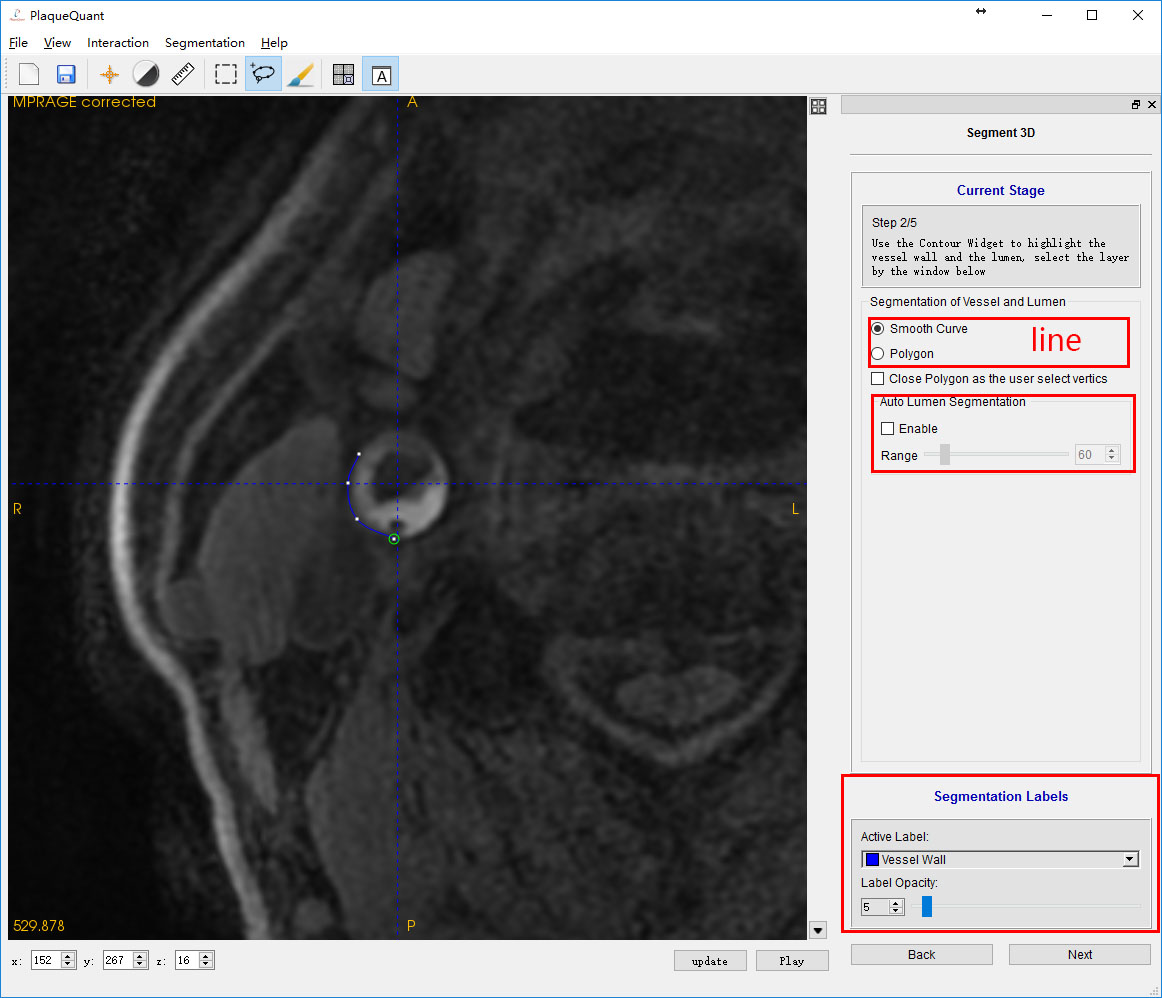 PlaqueQuant
File View Interaction Segmentation Help
A
MPRAGE corrected
A
R
L
529.878
P
x: 152 y: 267 z: 16
update Play
Segment 3D
Current Stage
Step 2/5
Use the Contour Widget to highlight the
vessel wall and the lumen, select the layer
by the window below
Segmentation of Vessel and Lumen
Smooth Curve
line
Polygon
Close Polygon as the user select vertics
Auto Lumen Segmentation
Enable
Range 60
Segmentation Labels
Active Label:
Vessel Wall
Label Opacity:
5
Back Next